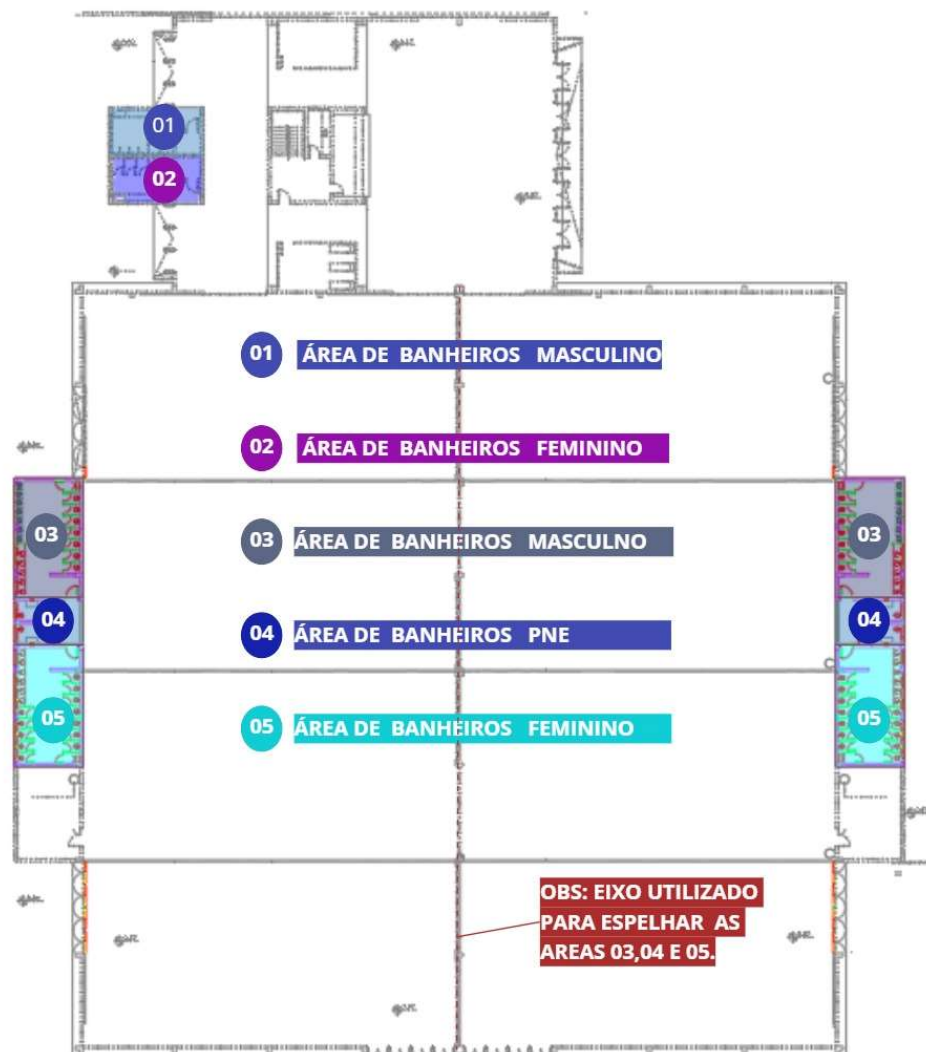 01
02
01 ÁREA DE BANHEIROS MASCULINO
02 ÁREA DE BANHEIROS FEMININO
03 03 ÁREA DE BANHEIROS MASCULNO 03
04 04 ÁREA DE BANHEIROS PNE 04
05 05 ÁREA DE BANHEIROS FEMININO 05
OBS: EIXO UTILIZADO
PARA ESPELHAR AS
AREAS 03,04 E 05.